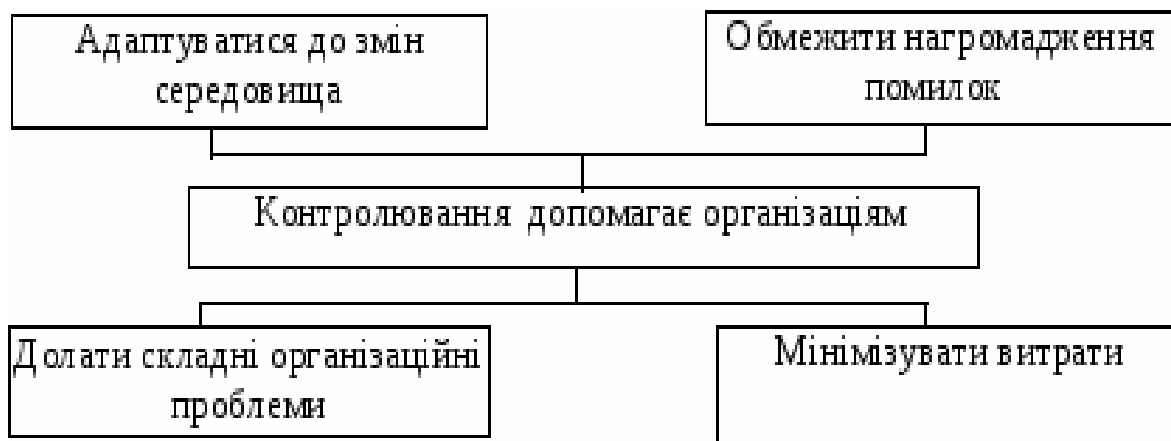 Адаптуватися до змін
середовища
Обмежити нагромадження
помилок
Контролювання допомагає організаціям
Долати складні організаційні
проблеми
Мінімізувати витрати